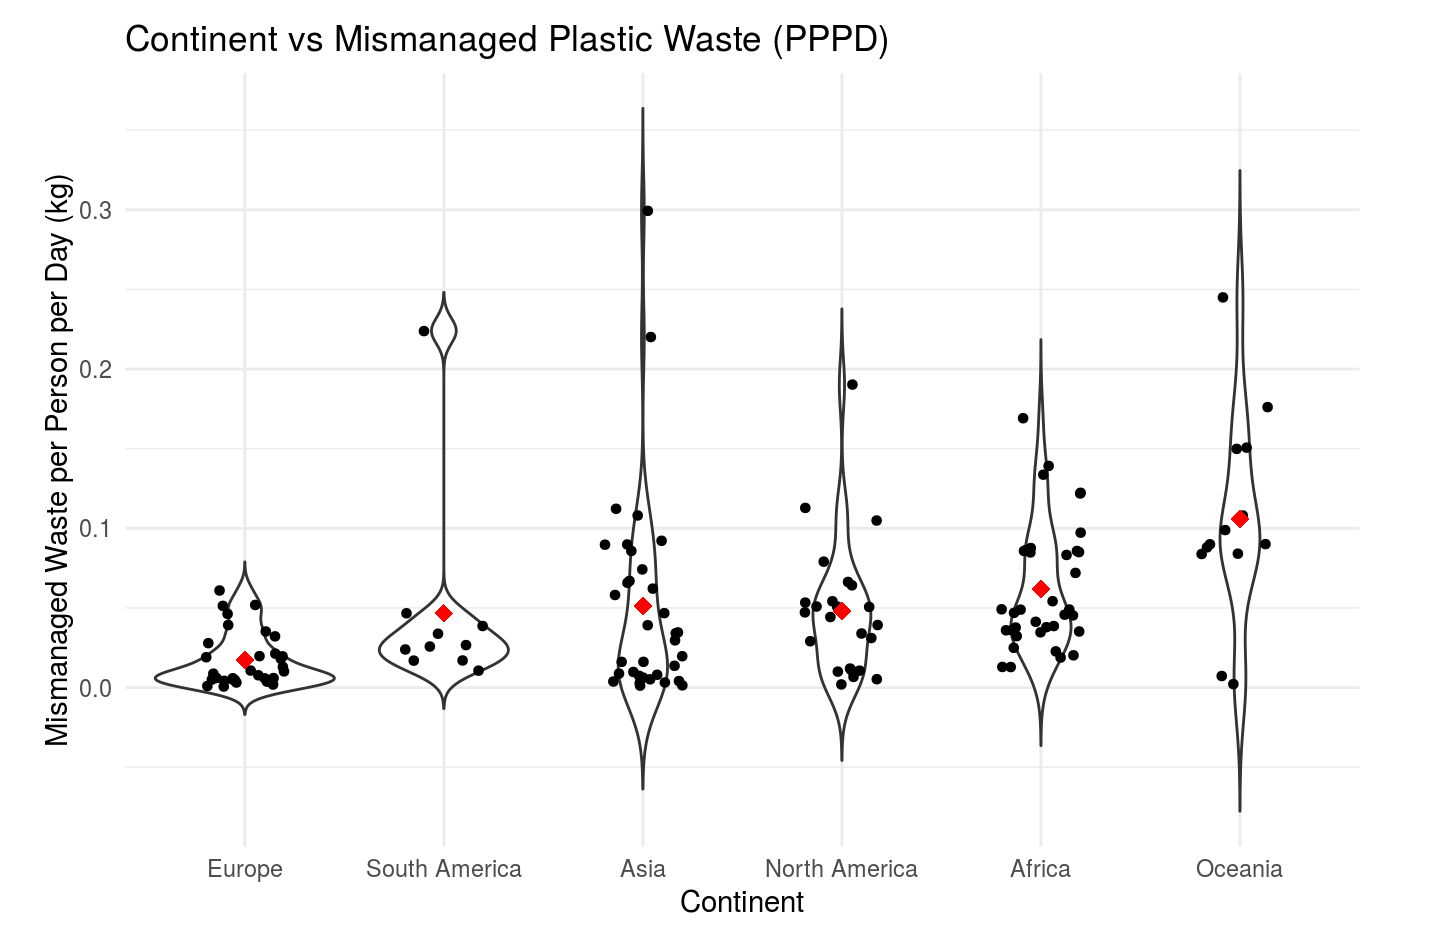 Continent vs Mismanaged Plastic Waste (PPPD)
Mismanaged Waste per Person per Day (kg)
0.3
0.2
0.1
0.0
Europe South America Asia North America Africa Oceania
Continent